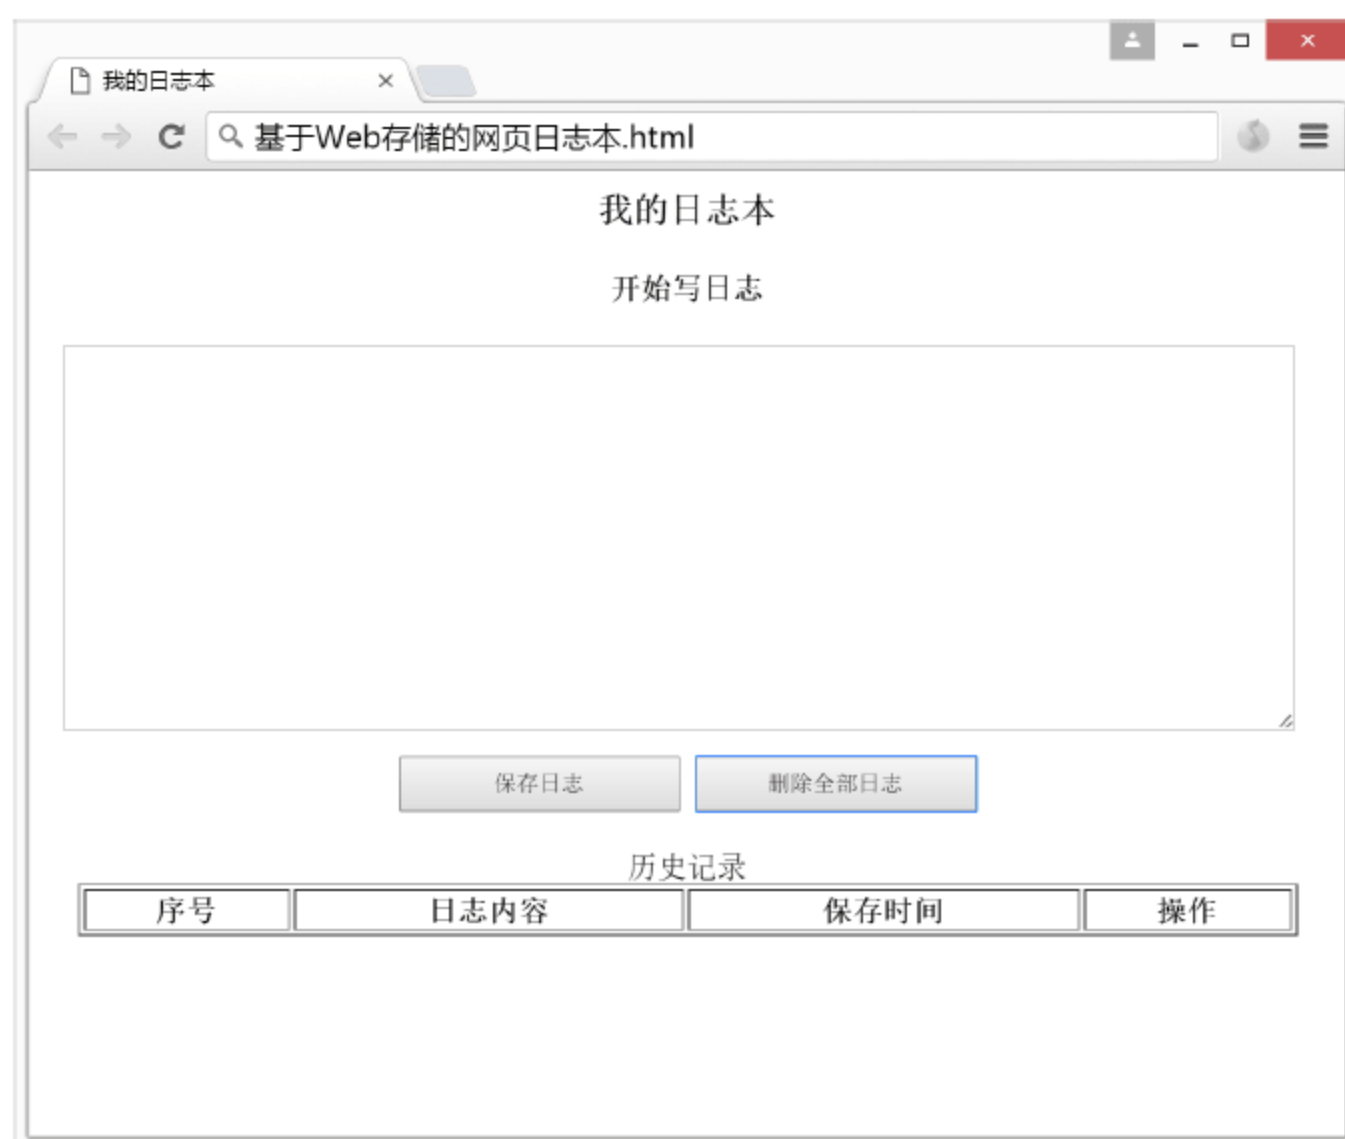 我的日志本
基于Web存储的网页日志本.html
我的日志本
开始写日志
保存日志 删除全部日志
历史记录
序号 日志内容 保存时间 操作